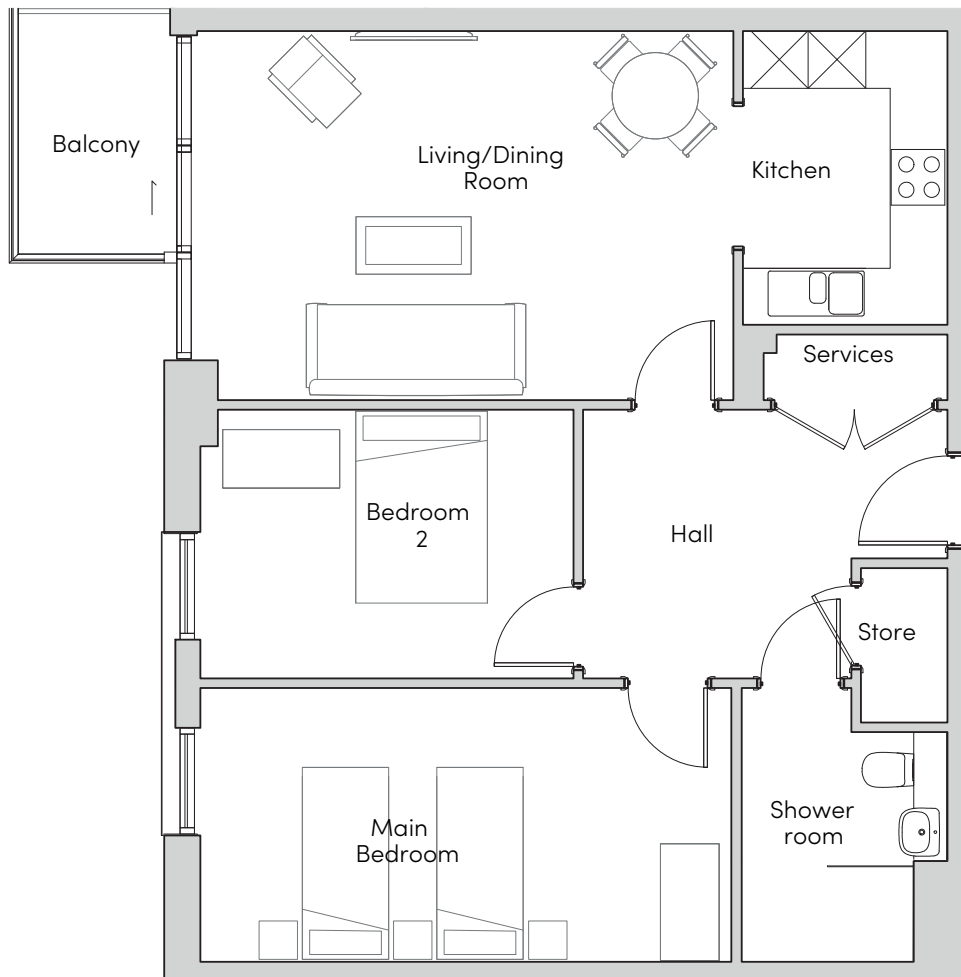 Balcony
Living/Dining
Room
Kitchen
Services
Bedroom
2
Hall
Store
Main
Bedroom
Shower
room